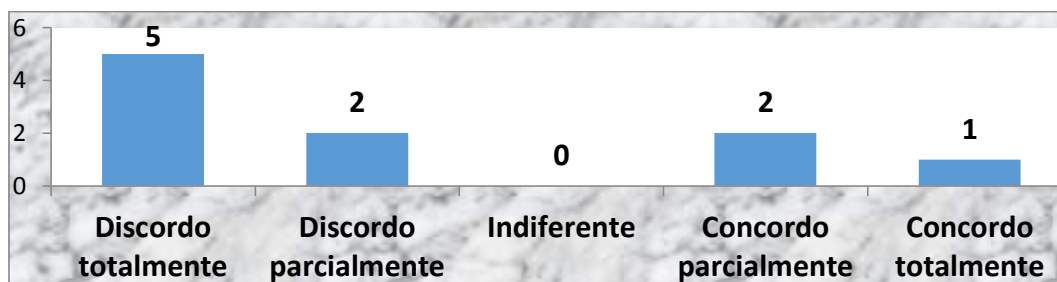 6
5
4
2
2
2
0
1
0
Discordo totalmente
Discordo parcialmente
Indiferente
Concordo parcialmente
Concordo totalmente